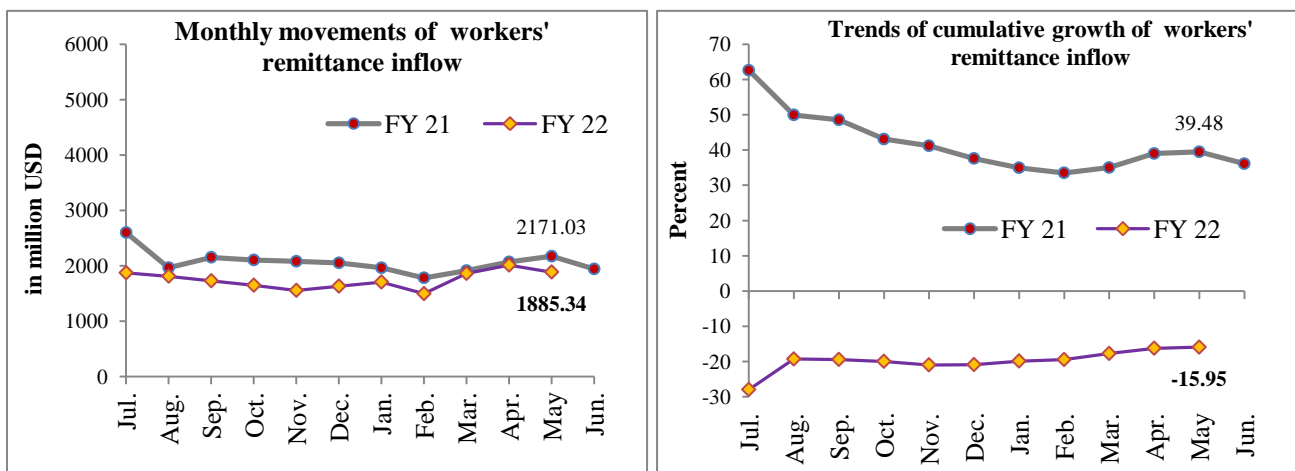 Monthly movements of workers'
remittance inflow
in million USD
6000
5000
4000
3000
2000
1000
0
FY 21
FY 22
2171.03
1885.34
Jul.
Aug.
Sep.
Oct.
Nov.
Dec.
Jan.
Feb.
Mar.
Apr.
May
Jun.
Trends of cumulative growth of workers'
remittance inflow
Percent
70
60
50
40
30
20
10
0
-10
-20
-30
39.48
FY 21
FY 22
-15.95
Jul.
Aug.
Sep.
Oct.
Nov.
Dec.
Jan.
Feb.
Mar.
Apr.
May
Jun.